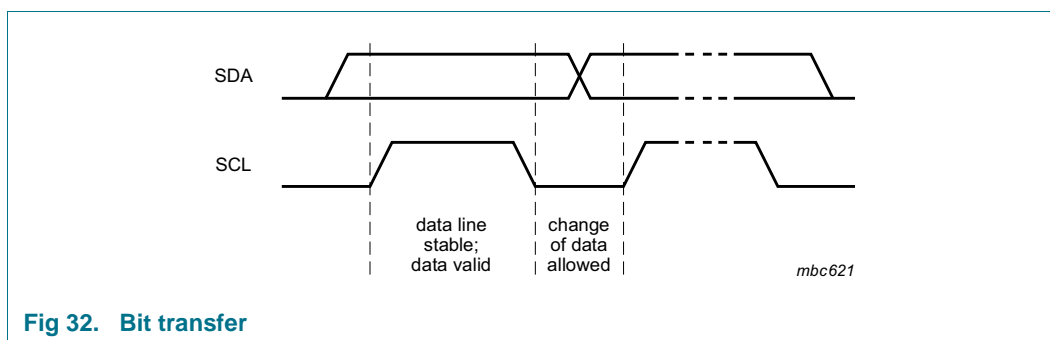 SDA
SCL
data line
stable;
data valid
change
of data
allowed
mbc621
Fig 32. Bit transfer